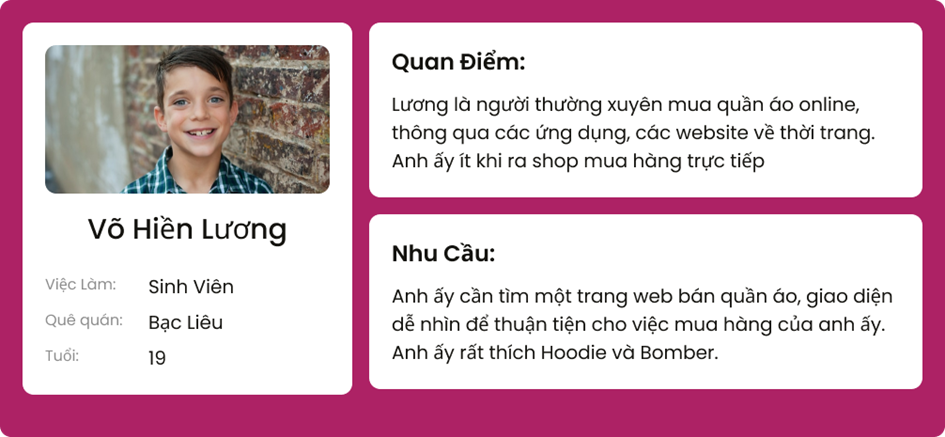 Võ Hiền Lương
Việc Làm: Sinh Viên
Quê quán: Bạc Liêu
Tuổi: 19
Quan Điểm:
Lương là người thường xuyên mua quần áo online,
thông qua các ứng dụng, các website về thời trang.
Anh ấy ít khi ra shop mua hàng trực tiếp
Nhu Cầu:
Anh ấy cần tìm một trang web bán quần áo, giao diện
dễ nhìn để thuận tiện cho việc mua hàng của anh ấy.
Anh ấy rất thích Hoodie và Bomber.